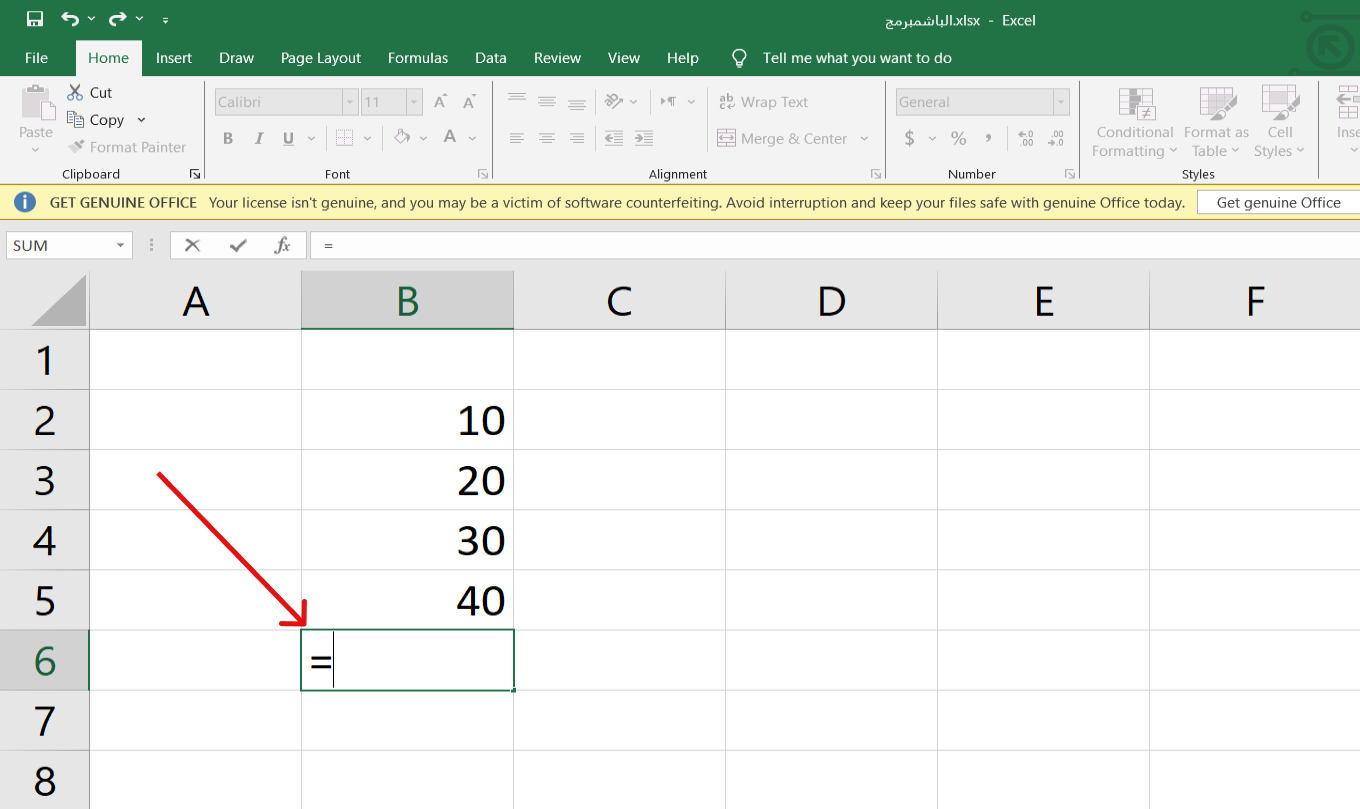 الباشمبرمج.xlsx - Excel
File Home Insert Draw Page Layout Formulas Data Review View Help Tell me what you want to do
Paste
Cut
Copy
Format Painter
Clipboard
Calibri 11 A A
B I U A
Font
ab Wrap Text
Merge & Center
Alignment
General
$ % , .00 .0
.00
Number
Conditional Formatting
Format as Table
Cell Styles
Styles
GET GENUINE OFFICE Your license isn't genuine, and you may be a victim of software counterfeiting. Avoid interruption and keep your files safe with genuine Office today. Get genuine Office
SUM fx =
A B C D E F
1
2 10
3 20
4 30
5 40
6 =
7
8